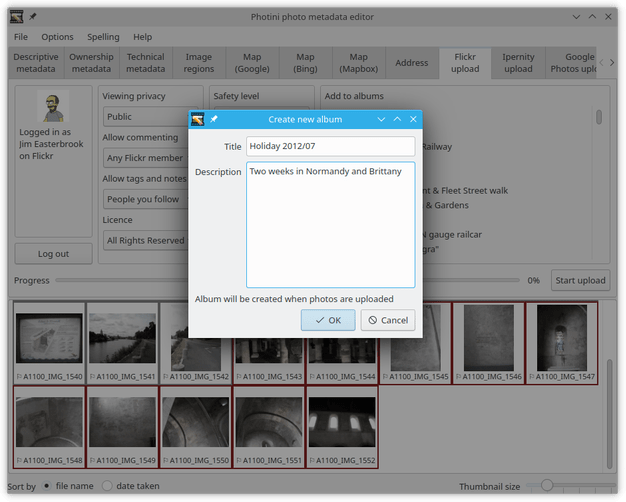 Photini photo metadata editor
File Options Spelling Help
Descriptive metadata
Ownership metadata
Technical metadata
Image regions
Map (Google)
Map (Bing)
Map (Mapbox)
Address
Flickr upload
Ipernity upload
Google Photos uplo
Logged in as
Jim Easterbrook
on Flickr
Log out
Viewing privacy
Public
Allow commenting
Any Flickr member
Allow tags and notes
People you follow
Licence
All Rights Reserved
Safety level
Add to albums
Railway
& Fleet Street walk
& Gardens
N gauge railcar
gra"
Create new album
Title Holiday 2012/07
Description Two weeks in Normandy and Brittany
Album will be created when photos are uploaded
OK Cancel
Progress 0% Start upload
A1100_IMG_1540 A1100_IMG_1541 A1100_IMG_1542 A1100_IMG_1543 A1100_IMG_1544 A1100_IMG_1545 A1100_IMG_1546 A1100_IMG_1547
A1100_IMG_1548 A1100_IMG_1549 A1100_IMG_1550 A1100_IMG_1551 A1100_IMG_1552
Sort by file name date taken Thumbnail size